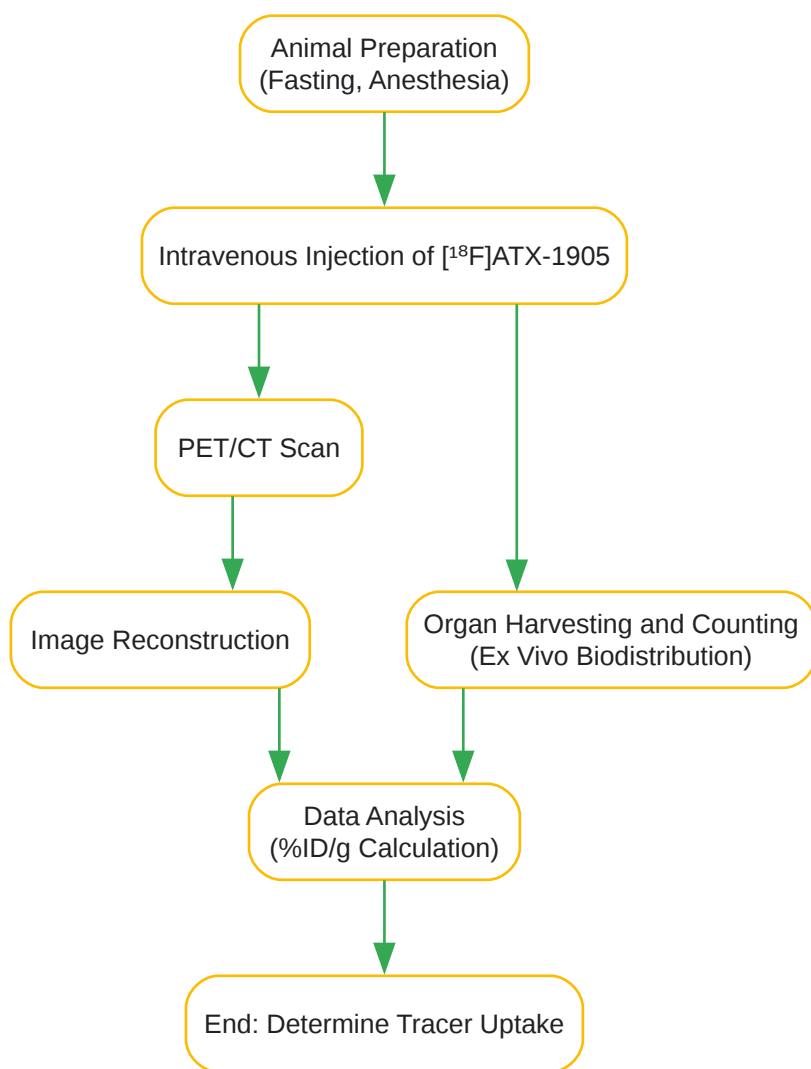 Animal Preparation
(Fasting, Anesthesia)
Intravenous Injection of [¹⁸F]ATX-1905
PET/CT Scan
Image Reconstruction
Organ Harvesting and Counting
(Ex Vivo Biodistribution)
Data Analysis
(%ID/g Calculation)
End: Determine Tracer Uptake